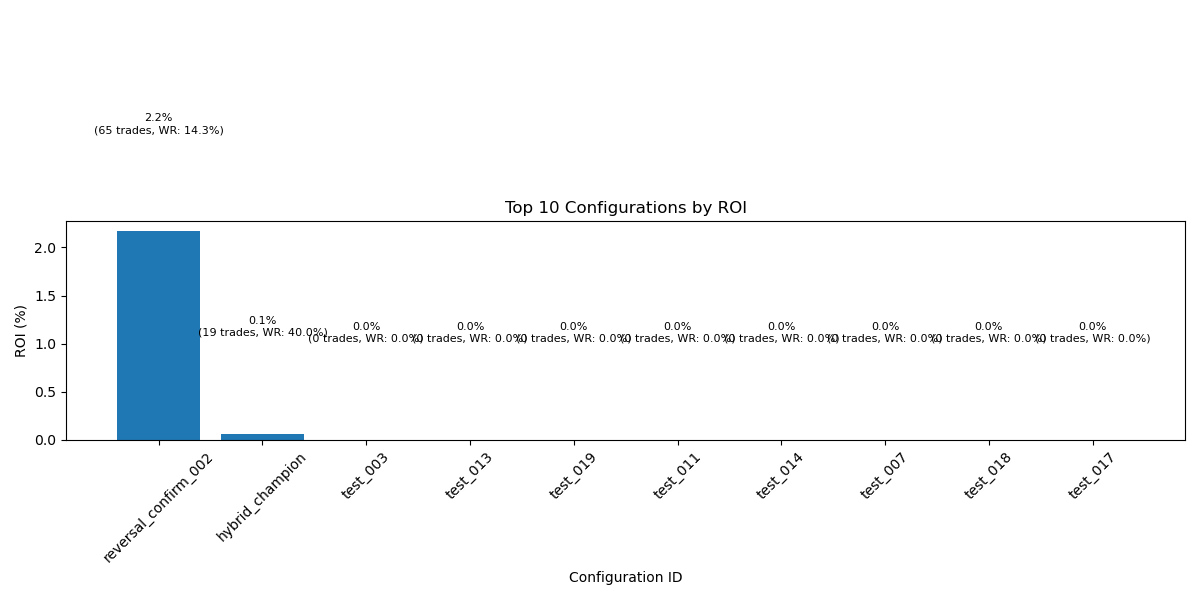 2.2%
(65 trades, WR: 14.3%)
Top 10 Configurations by ROI
ROI (%)
2.0
1.5
1.0
0.5
0.0
0.1%
(19 trades, WR: 40.0%)
0.0%
(0 trades, WR: 0.0%)
0.0%
(0 trades, WR: 0.0%)
0.0%
(0 trades, WR: 0.0%)
0.0%
(0 trades, WR: 0.0%)
0.0%
(0 trades, WR: 0.0%)
0.0%
(0 trades, WR: 0.0%)
0.0%
(0 trades, WR: 0.0%)
0.0%
(0 trades, WR: 0.0%)
reversal_confirm_002
hybrid_champion
test_003
test_013
test_019
test_011
test_014
test_007
test_018
test_017
Configuration ID